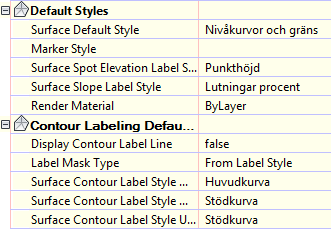 Default Styles
Surface Default Style Nivåkurvor och gräns
Marker Style
Surface Spot Elevation Label S... Punkthöjd
Surface Slope Label Style Lutningar procent
Render Material ByLayer
Contour Labeling Defau...
Display Contour Label Line false
Label Mask Type From Label Style
Surface Contour Label Style ... Huvudkurva
Surface Contour Label Style ... Stödkurva
Surface Contour Label Style U... Stödkurva